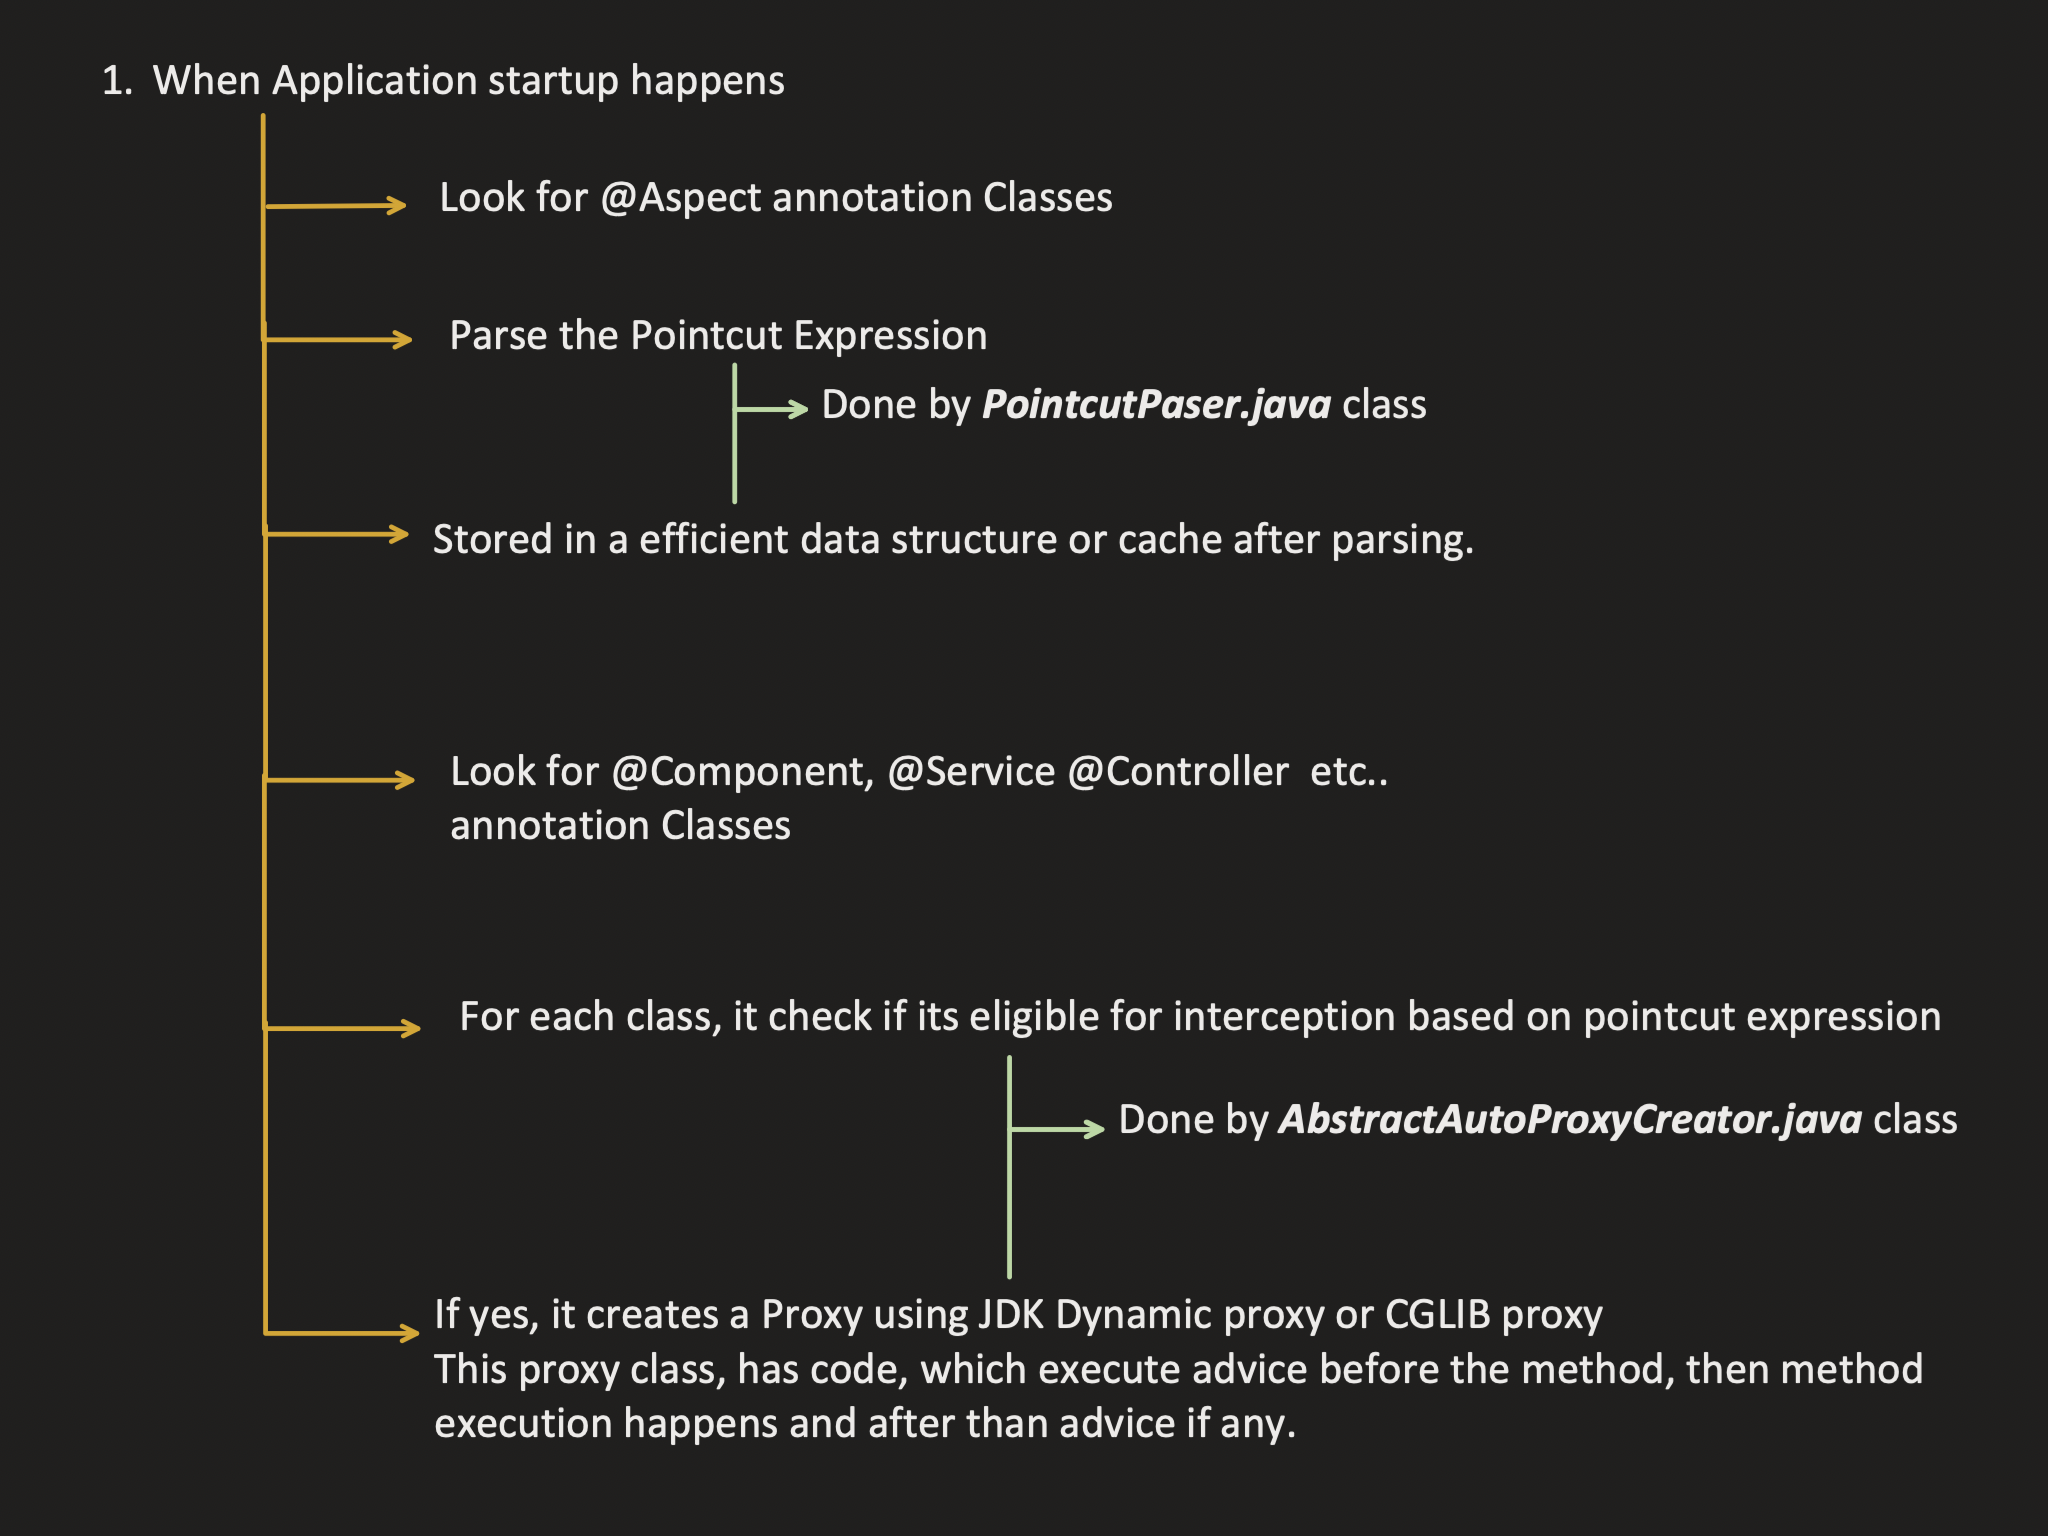 1. When Application startup happens
Look for @Aspect annotation Classes
Parse the Pointcut Expression
Done by PointcutPaser.java class
Stored in a efficient data structure or cache after parsing.
Look for @Component, @Service @Controller  etc..
annotation Classes
For each class, it check if its eligible for interception based on pointcut expression
Done by AbstractAutoProxyCreator.java class
If yes, it creates a Proxy using JDK Dynamic proxy or CGLIB proxy
This proxy class, has code, which execute advice before the method, then method
execution happens and after than advice if any.